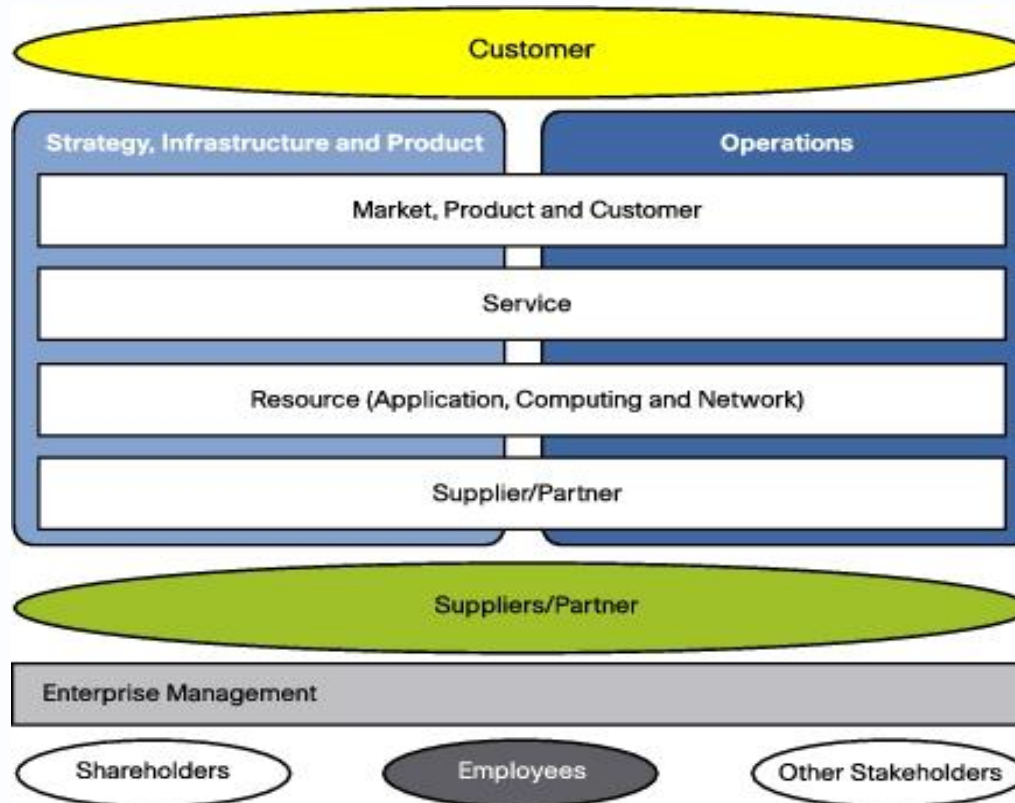 Customer
Strategy, Infrastructure and Product
Operations
Market, Product and Customer
Service
Resource (Application, Computing and Network)
Supplier/Partner
Suppliers/Partner
Enterprise Management
Shareholders
Employees
Other Stakeholders